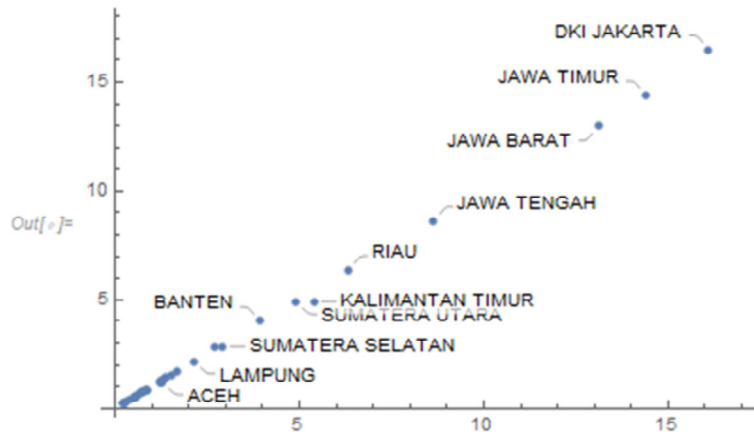 DKI JAKARTA
15
JAWA TIMUR
JAWA BARAT
10
JAWA TENGAH
Out[ ]=
RIAU
BANTEN
5
KALIMANTAN TIMUR
SUMATERA UTARA
SUMATERA SELATAN
LAMPUNG
ACEH
5
10
15